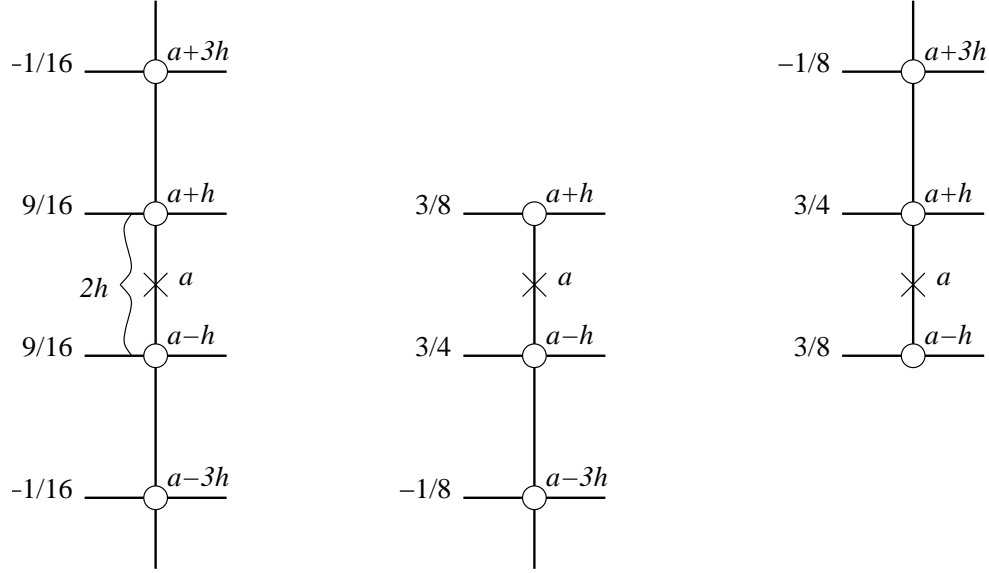 −1/16 a+3h
9/16 a+h
2h a
9/16 a−h
−1/16 a−3h
3/8 a+h
a
3/4 a−h
−1/8 a−3h
−1/8 a+3h
3/4 a+h
a
3/8 a−h